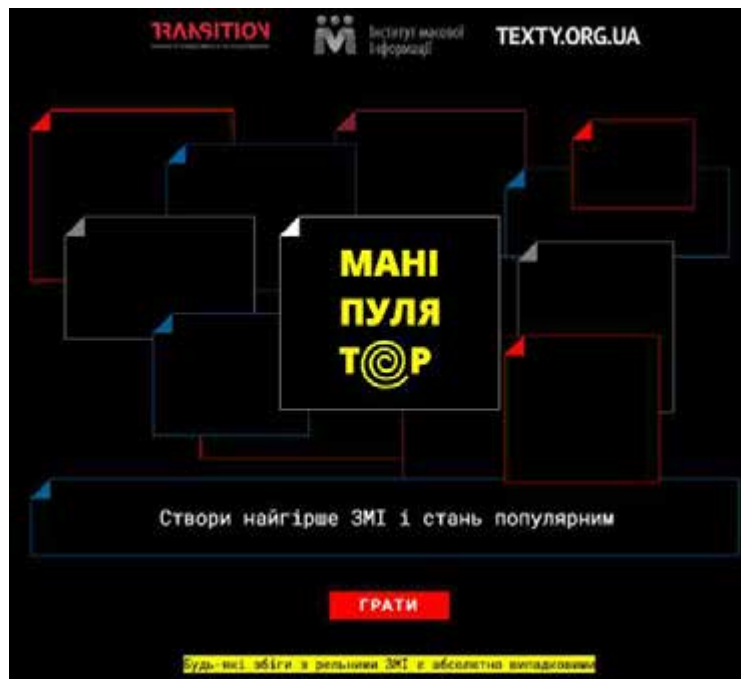 TRANSITION
Інститут масової
інформації
TEXTY.ORG.UA
МАНІ
ПУЛЯ
ТОР
Створи найгірше ЗМІ і стань популярним
ГРАТИ
Будь-які збіги з рельними ЗМІ є абсолютно випадковими